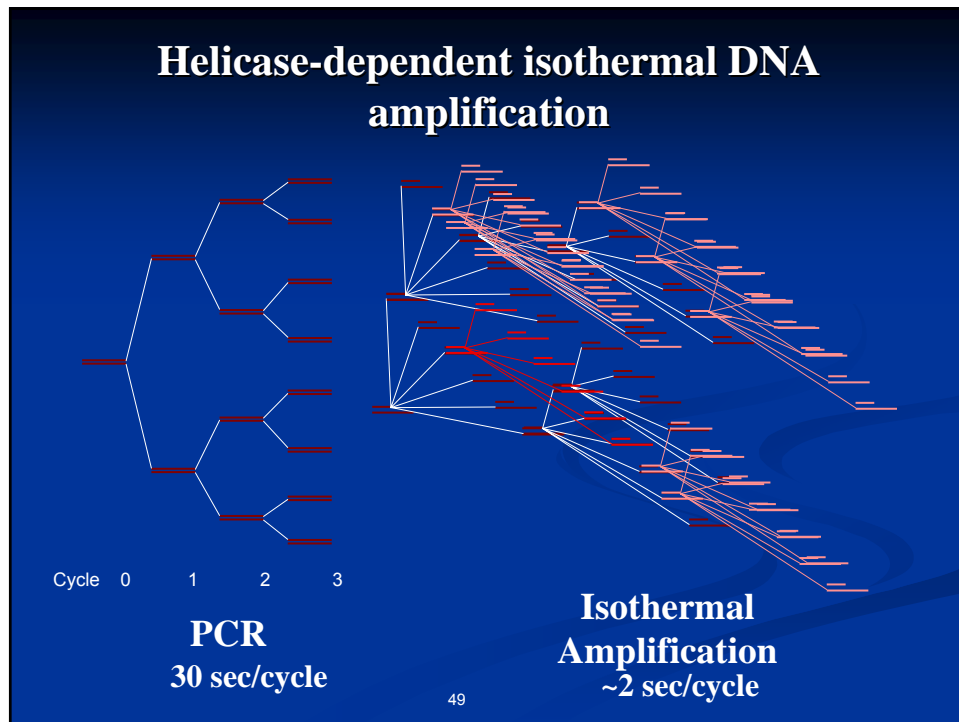 Helicase-dependent isothermal DNA
amplification
Cycle 0 1 2 3
PCR
30 sec/cycle
Isothermal
Amplification
~2 sec/cycle
49